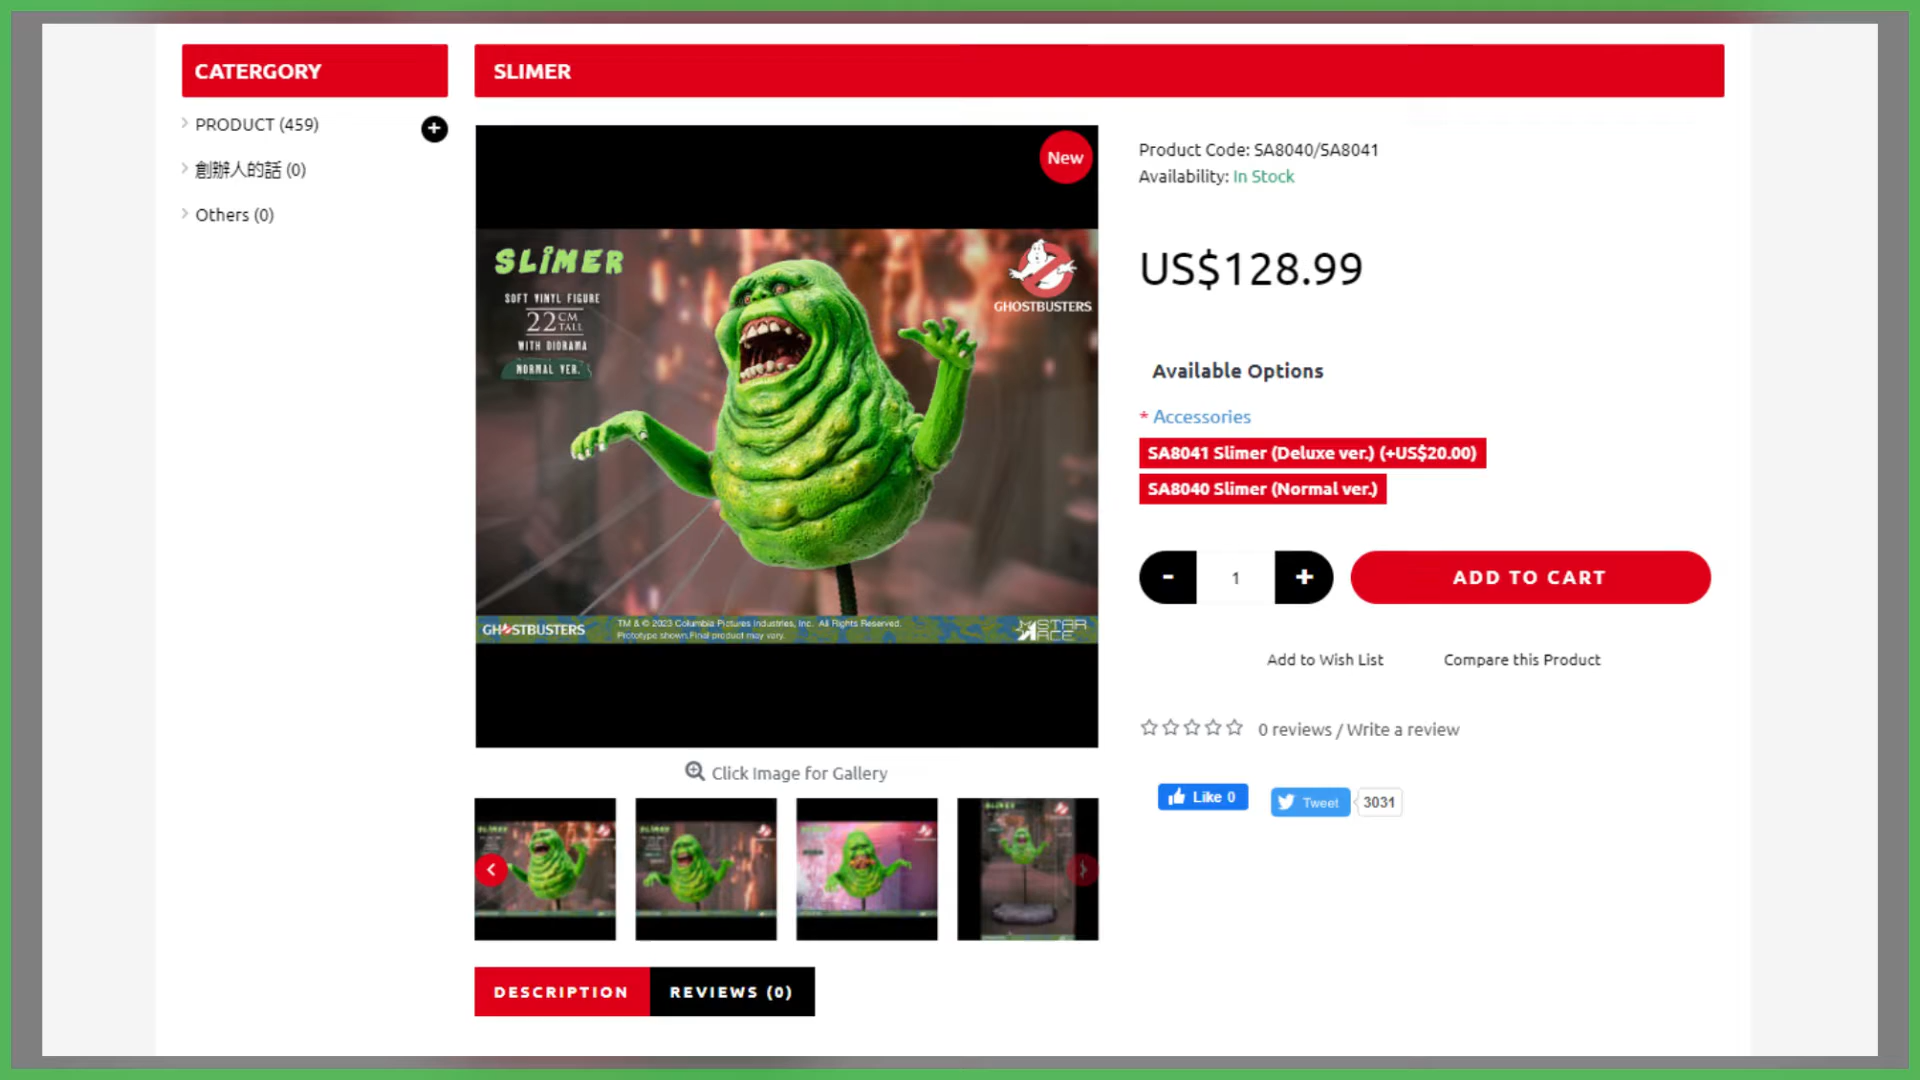 CATERGORY
PRODUCT (459)
+
創辦人的話 (0)
Others (0)
SLIMER
New
SLIMER
SOFT VINYL FIGURE
22 CM TALL
WITH DIORAMA
NORMAL VER.
GHOSTBUSTERS
GHOSTBUSTERS
TM & © 2023 Columbia Pictures Industries, Inc. All Rights Reserved.
Prototype shown, Final product may vary.
STAR ACE
Click Image for Gallery
DESCRIPTION
REVIEWS (0)
Product Code: SA8040/SA8041
Availability: In Stock
US$128.99
Available Options
* Accessories
SA8041 Slimer (Deluxe ver.) (+US$20.00)
SA8040 Slimer (Normal ver.)
- 1 +
ADD TO CART
Add to Wish List
Compare this Product
0 reviews / Write a review
Like 0
Tweet
3031